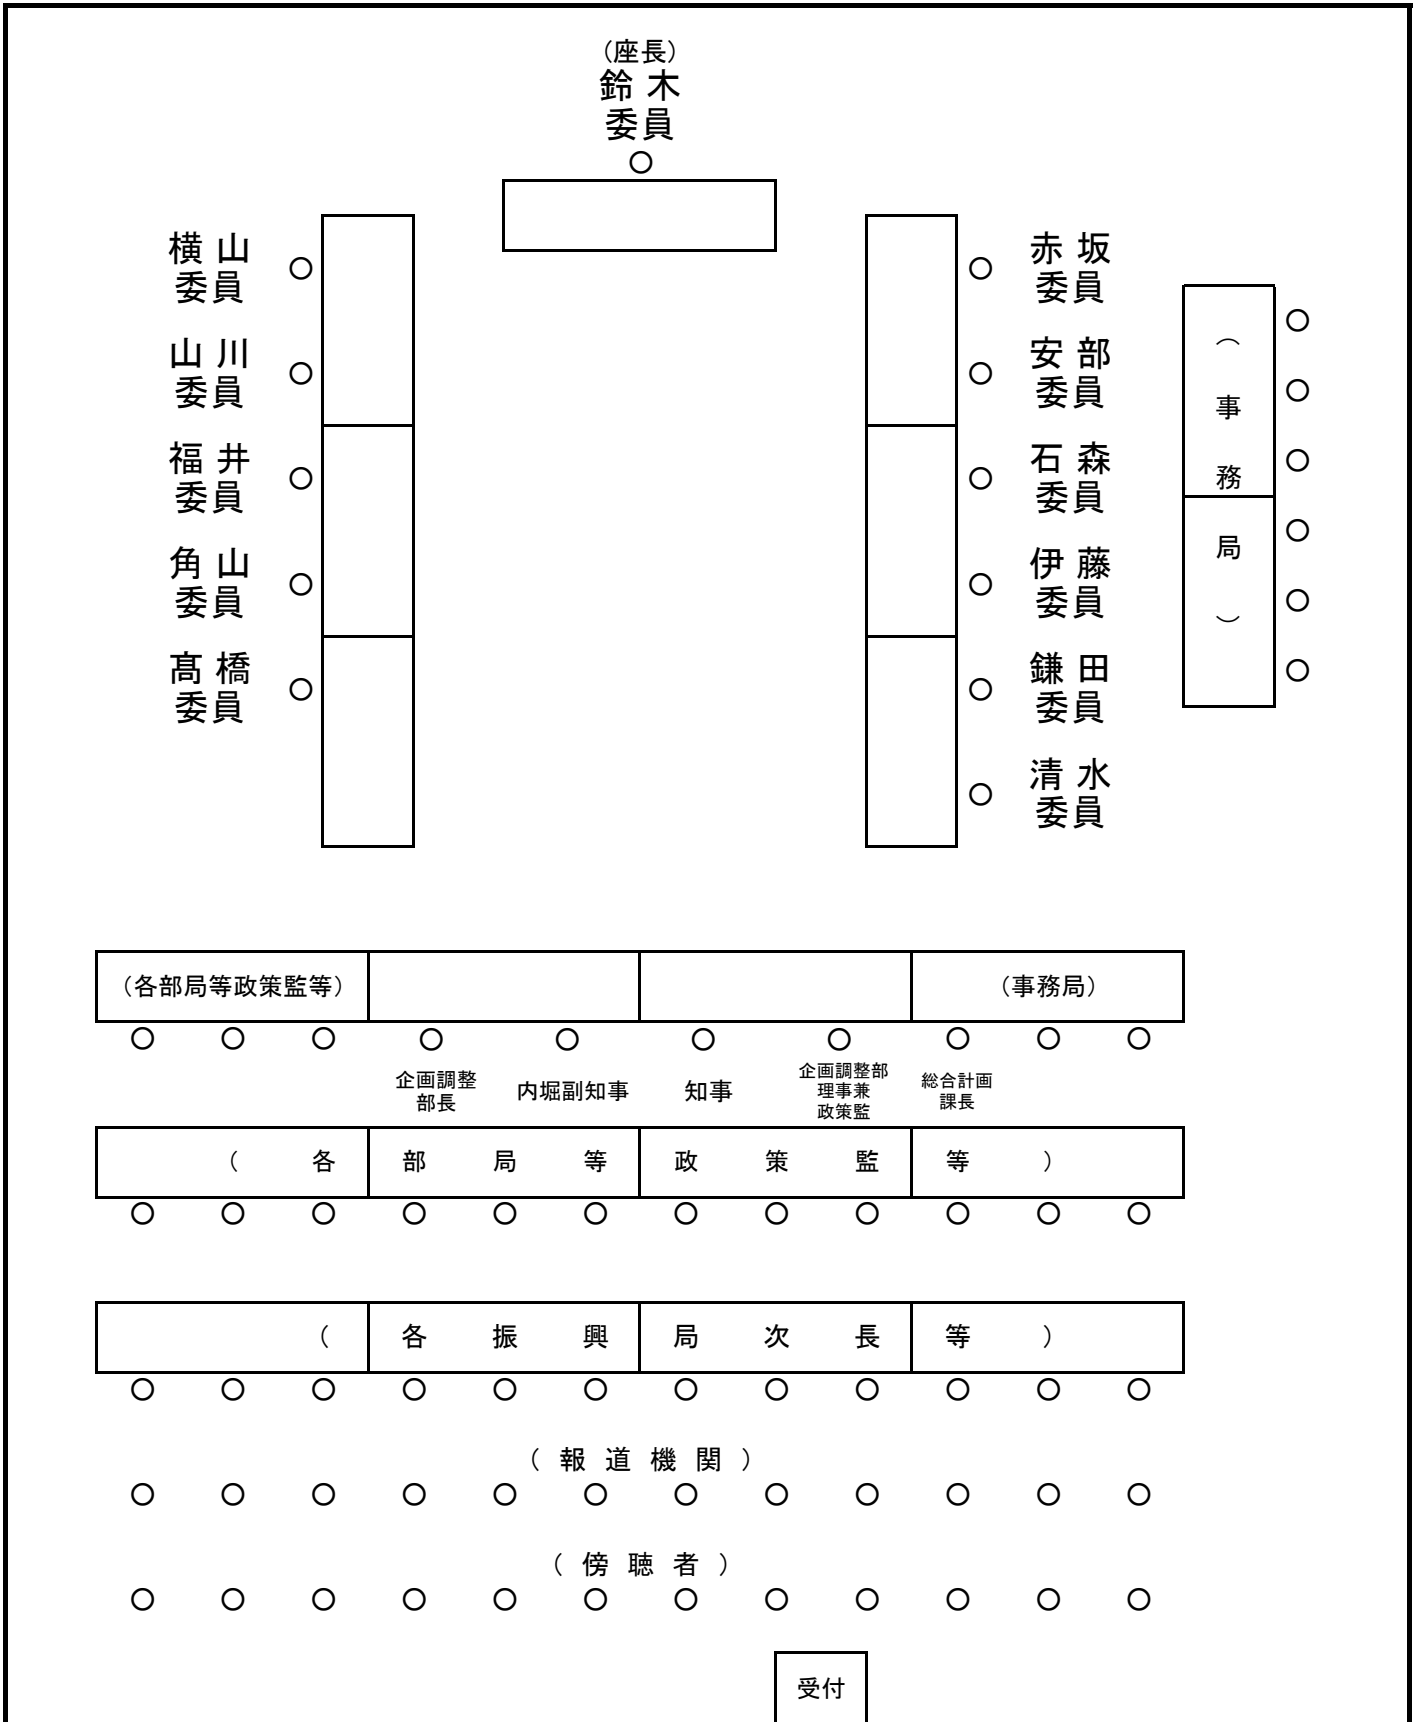 （座長）
鈴木
委員
○
横山
委員
○
山川
委員
○
福井
委員
○
角山
委員
○
髙橋
委員
○
○
赤坂
委員
○
安部
委員
○
石森
委員
○
伊藤
委員
○
鎌田
委員
○
清水
委員
（事務局）
○
○
○
○
○
○
（各部局等政策監等）
（事務局）
○ ○ ○ ○ ○ ○ ○ ○ ○ ○
企画調整
部長
内堀副知事
知事
企画調整部
理事兼
政策監
総合計画
課長
（各部局等政策監等）
○ ○ ○ ○ ○ ○ ○ ○ ○ ○ ○ ○
（各振興局次長等）
○ ○ ○ ○ ○ ○ ○ ○ ○ ○ ○ ○
（報道機関）
○ ○ ○ ○ ○ ○ ○ ○ ○ ○ ○ ○
（傍聴者）
○ ○ ○ ○ ○ ○ ○ ○ ○ ○ ○ ○
受付